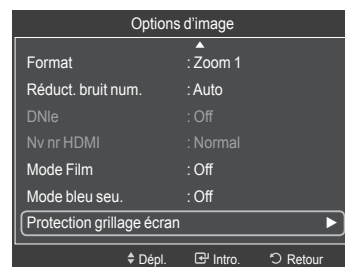 Options d'image
Format : Zoom 1
Réduct. bruit num. : Auto
DNIe : Off
Nv nr HDMI : Normal
Mode Film : Off
Mode bleu seu. : Off
Protection grillage écran
Dépl. Intro. Retour